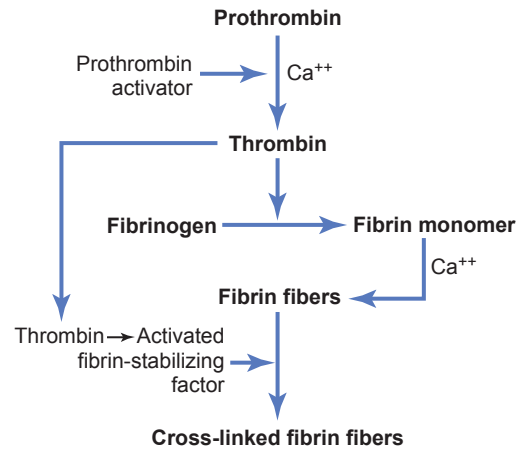 Prothrombin
Prothrombin
activator
Ca++
Thrombin
Fibrinogen
Fibrin monomer
Ca++
Fibrin fibers
Thrombin → Activated
fibrin-stabilizing
factor
Cross-linked fibrin fibers